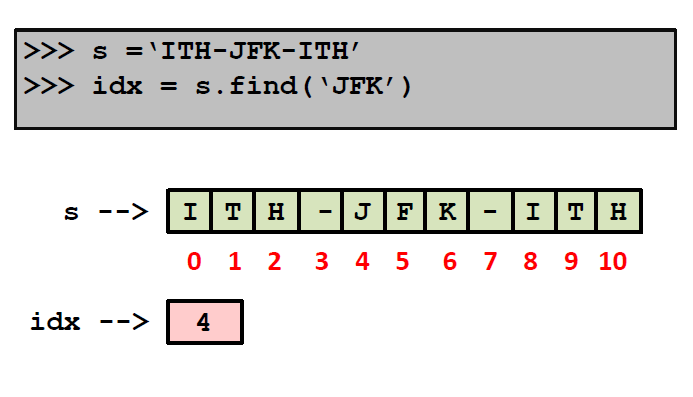 >>> s =‘ITH-JFK-ITH’
>>> idx = s.find(‘JFK’)
s --> I T H - J F K - I T H
0 1 2 3 4 5 6 7 8 9 10
idx --> 4